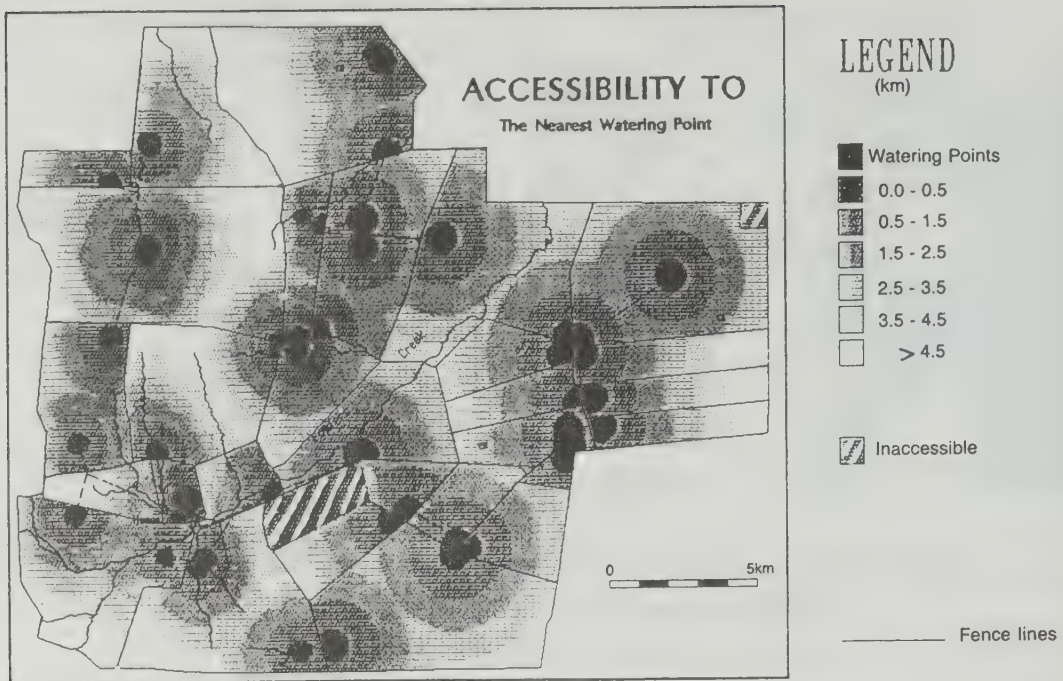 ACCESSIBILITY TO
The Nearest Watering Point
Creek
0 5km
LEGEND
(km)
Watering Points
0.0 - 0.5
0.5 - 1.5
1.5 - 2.5
2.5 - 3.5
3.5 - 4.5
> 4.5
Inaccessible
Fence lines